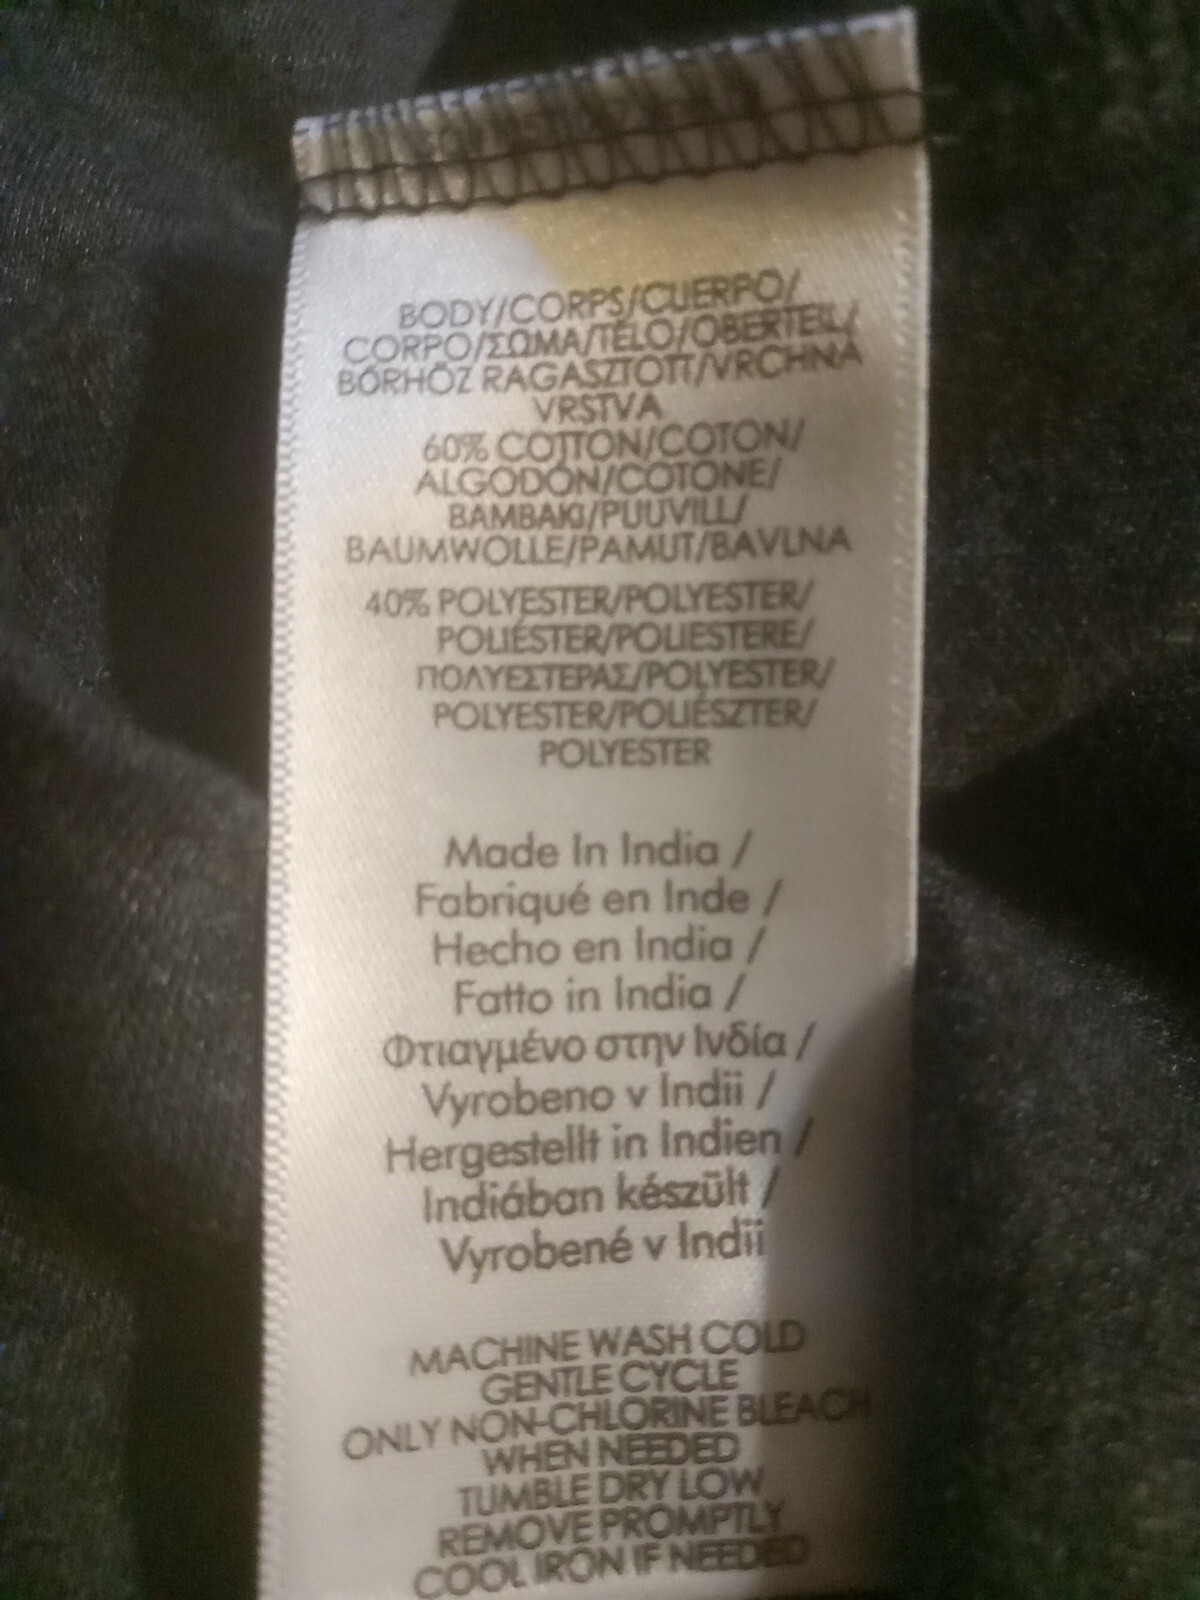 BODY/CORPS/CUERPO/
CORPO/ΣΩMA/TĔLO/OBERTEIL/
BŐRHÖZ RAGASZTOTT/VRCHNÁ
VRSTVA
60% COTTON/COTON/
ALGODÓN/COTONE/
BAMBAKI/PUUVILL/
BAUMWOLLE/PAMUT/BAVLNA
40% POLYESTER/POLYESTER/
POLIÉSTER/POLIESTERE/
ΠΟΛΥΕΣΤΕΡΑΣ/POLYESTER/
POLYESTER/POLIÉSZTER/
POLYESTER
Made In India /
Fabriqué en Inde /
Hecho en India /
Fatto in India /
Φτιαγμένο στην Ινδία /
Vyrobeno v Indii /
Hergestellt in Indien /
Indiában készült /
Vyrobené v Indii
MACHINE WASH COLD
GENTLE CYCLE
ONLY NON-CHLORINE BLEACH
WHEN NEEDED
TUMBLE DRY LOW
REMOVE PROMPTLY
COOL IRON IF NEEDED